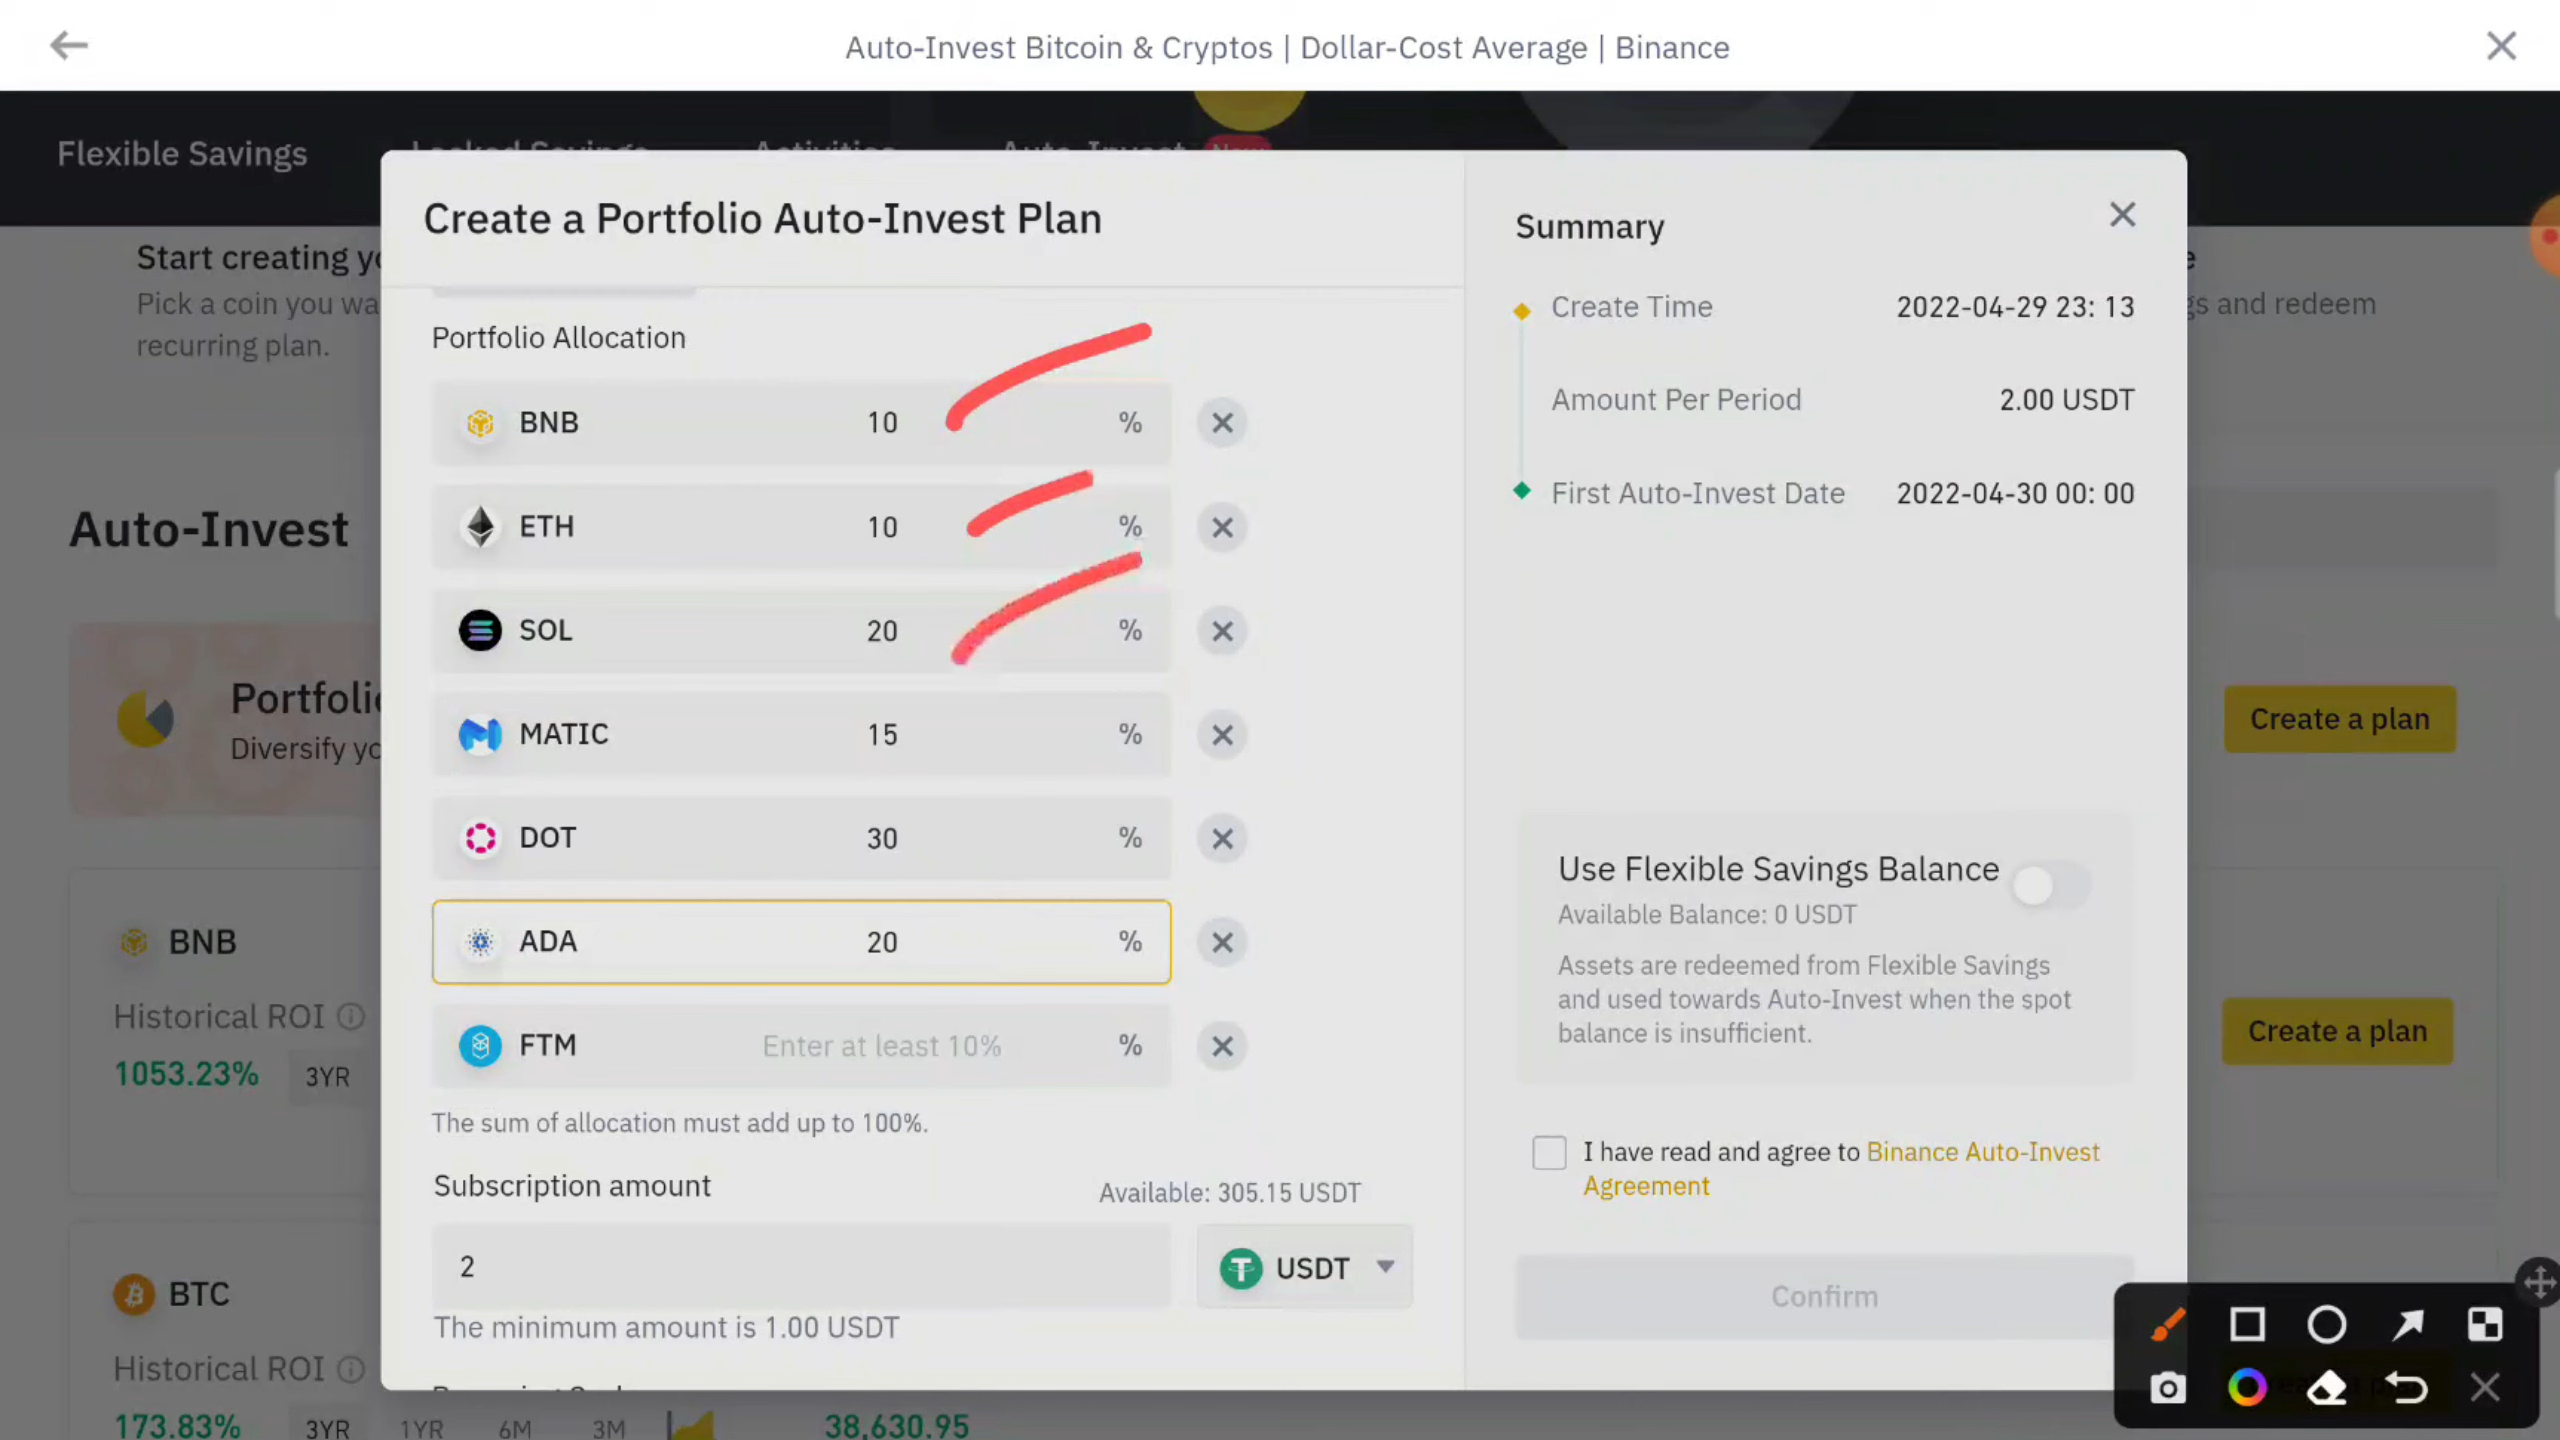 Auto-Invest Bitcoin & Cryptos | Dollar-Cost Average | Binance
Flexible Savings
Auto-Invest
Create a Portfolio Auto-Invest Plan
Start creating yo
Pick a coin you wa
recurring plan.
gs and redeem
Portfolio Allocation
BNB 10 %
ETH 10 %
SOL 20 %
MATIC 15 %
DOT 30 %
ADA 20 %
FTM Enter at least 10% %
The sum of allocation must add up to 100%.
Subscription amount Available: 305.15 USDT
2 USDT
The minimum amount is 1.00 USDT
Summary
Create Time 2022-04-29 23: 13
Amount Per Period 2.00 USDT
First Auto-Invest Date 2022-04-30 00: 00
Use Flexible Savings Balance
Available Balance: 0 USDT
Assets are redeemed from Flexible Savings
and used towards Auto-Invest when the spot
balance is insufficient.
I have read and agree to Binance Auto-Invest
Agreement
Confirm
Auto-Invest
Portfolio
Diversify yo
Create a plan
BNB
Historical ROI
1053.23% 3YR
Create a plan
BTC
Historical ROI
173.83% 3YR 1YR 6M 3M 38,630.95